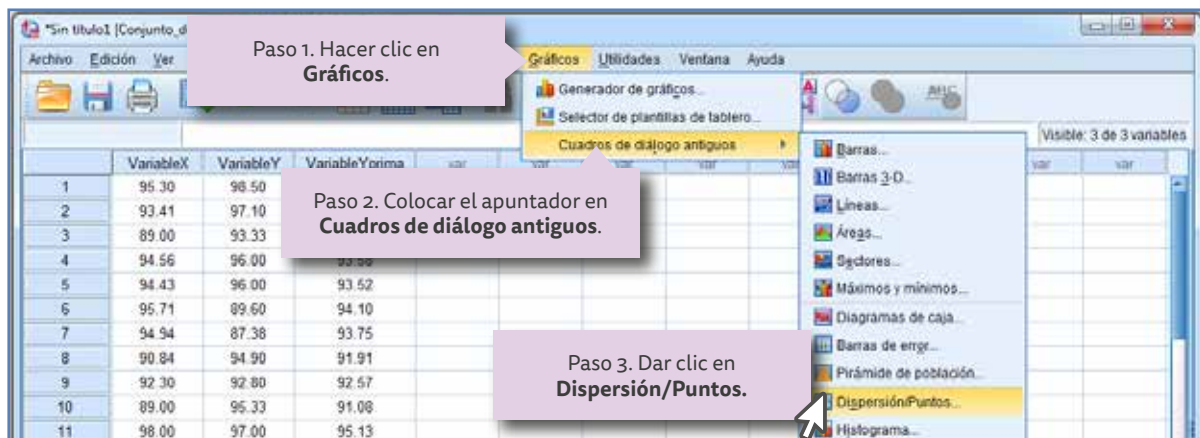 *Sin título1 [Conjunto_d
Archivo Edición Ver Gráficos Utilidades Ventana Ayuda
Paso 1. Hacer clic en
Gráficos.
Generador de gráficos...
Selector de plantillas de tablero...
Cuadros de diálogo antiguos
Visible: 3 de 3 variables
VariableX VariableY VariableYprima var var var var var var
Paso 2. Colocar el apuntador en
Cuadros de diálogo antiguos.
1 95.30 98.50
2 93.41 97.10
3 89.00 93.33
4 94.56 96.00 93.58
5 94.43 96.00 93.52
6 95.71 89.60 94.10
7 94.94 87.38 93.75
8 90.84 94.90 91.91
9 92.30 92.80 92.57
10 89.00 95.33 91.08
11 98.00 97.00 95.13
Barras...
Barras 3-D...
Líneas...
Áreas...
Sectores...
Máximos y mínimos...
Diagramas de caja...
Barras de error...
Pirámide de población...
Dispersión/Puntos...
Histograma...
Paso 3. Dar clic en
Dispersión/Puntos.